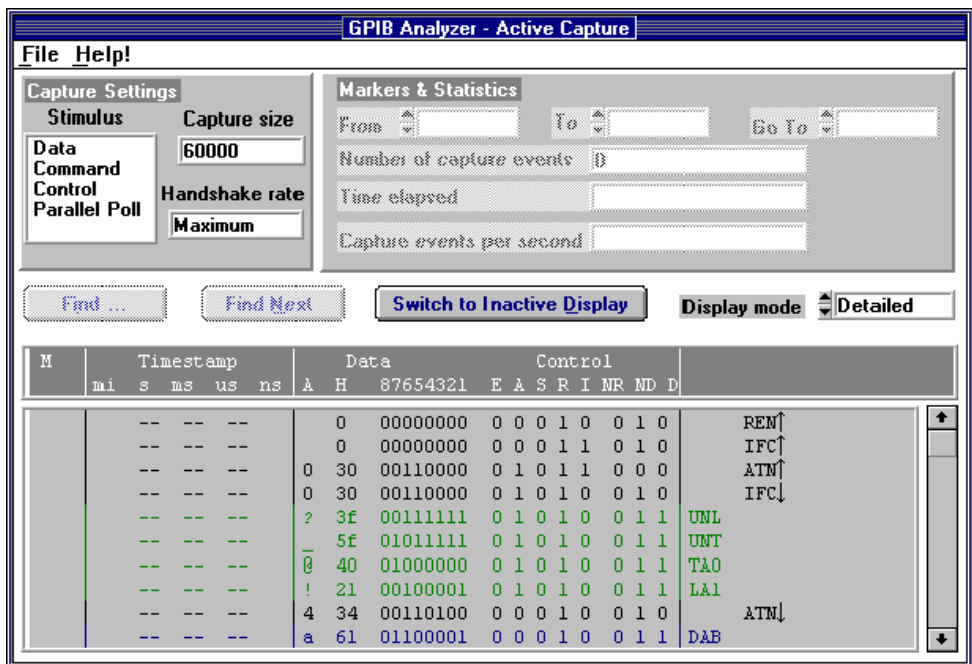 GPIB Analyzer - Active Capture
File Help!
Capture Settings
Stimulus
Capture size
Data
Command
Control
Parallel Poll
60000
Handshake rate
Maximum
Markers & Statistics
From
To
Go To
Number of capture events 0
Time elapsed
Capture events per second
Find ...
Find Next
Switch to Inactive Display
Display mode
Detailed
M Timestamp Data Control
mi s ms us ns A H 87654321 E A S R I NR ND D
-- -- -- 0 00000000 0 0 0 1 0 0 1 0 REN↑
-- -- -- 0 00000000 0 0 0 1 1 0 1 0 IFC↑
-- -- -- 0 30 00110000 0 1 0 1 1 0 0 0 ATN↑
-- -- -- 0 30 00110000 0 1 0 1 0 0 1 0 IFC↓
-- -- -- ? 3f 00111111 0 1 0 1 0 0 1 1 UNL
-- -- -- _ 5f 01011111 0 1 0 1 0 0 1 1 UNT
-- -- -- @ 40 01000000 0 1 0 1 0 0 1 1 TA0
-- -- -- ! 21 00100001 0 1 0 1 0 0 1 1 LA1
-- -- -- 4 34 00110100 0 0 0 1 0 0 1 0 ATN↓
-- -- -- a 61 01100001 0 0 0 1 0 0 1 1 DAB